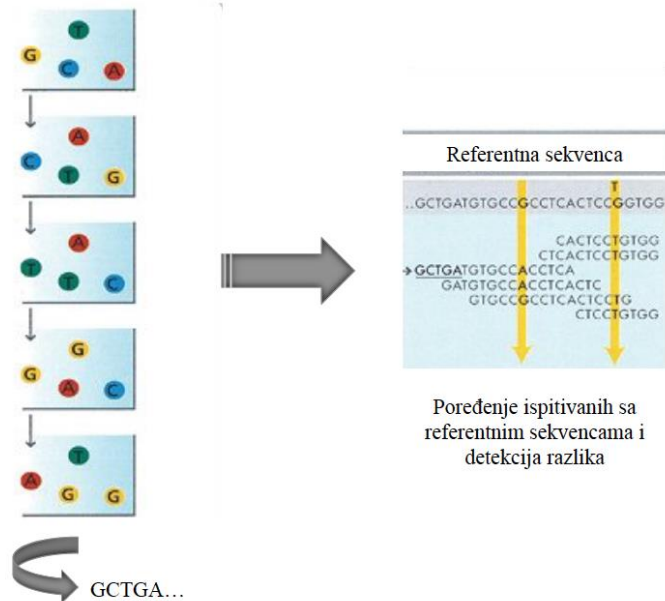 T
G
C
A
A
C
T
G
A
T
T
C
G
G
A
C
T
A
G
G
GCTGA...
Referentna sekvenca
T
..GCTGATGTGCCGCCTCACTCCGGTGG
CACTCCTGTGG
CTCACTCCTGTGG
GCTGATGTGCCACCTCA
GATGTGCCACCTCACTC
GTGCCGCCTCACTCCTG
CTCCTGTGG
Poređenje ispitivanih sa
referentnim sekvencama i
detekcija razlika